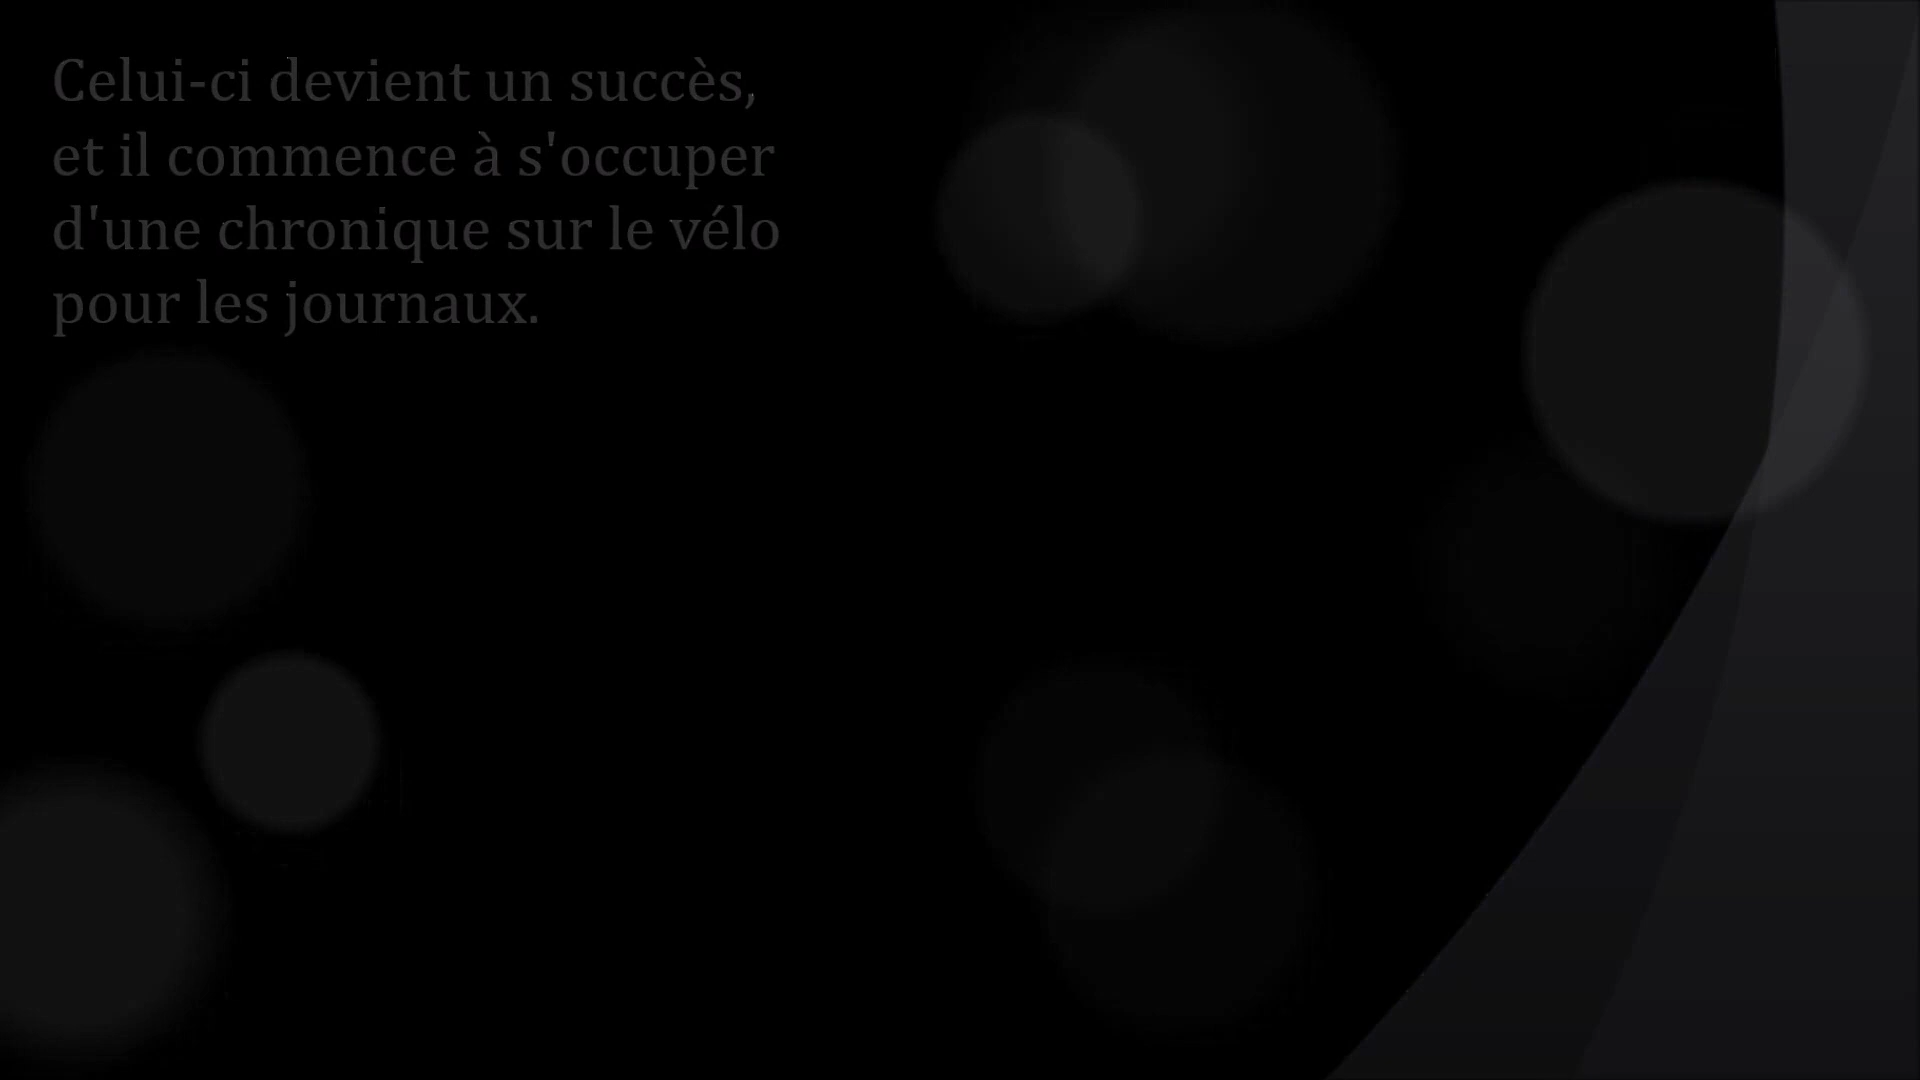 Celui-ci devient un succès,
et il commence à s'occuper
d'une chronique sur le vélo
pour les journaux.